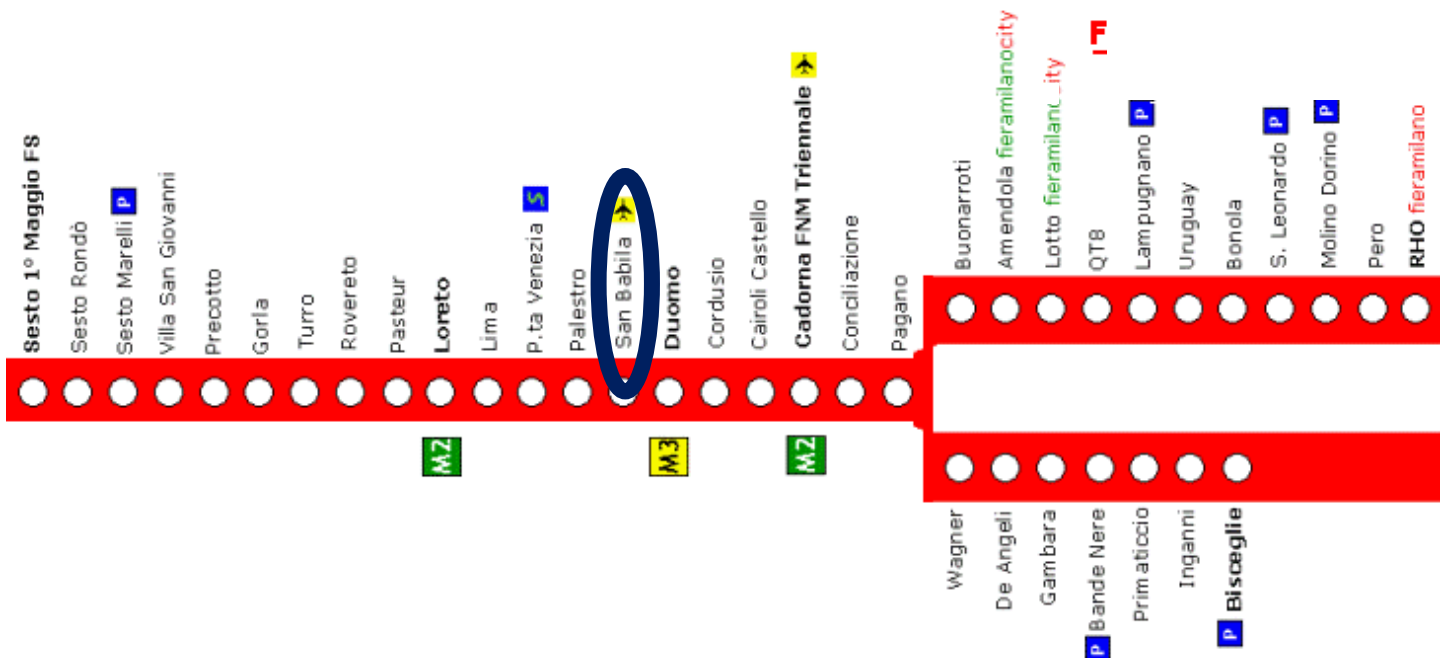 Sesto 1° Maggio FS
Sesto Rondò
Sesto Marelli P
Villa San Giovanni
Precotto
Gorla
Turro
Rovereto
Pasteur
Loreto
M2
Lima
P.ta Venezia S
Palestro
San Babila
Duomo
M3
Cordusio
Cairoli Castello
Cadorna FNM Triennale
M2
Conciliazione
Pagano
Buonarroti
Amendola fieramilanocity
Lotto
QT8
Lampugnano P
Uruguay
Bonola
S. Leonardo P
Molino Dorino P
Pero
RHO fieramilano
Wagner
De Angeli
Gambara
P Bande Nere
Primaticcio
Inganni
P Bisceglie